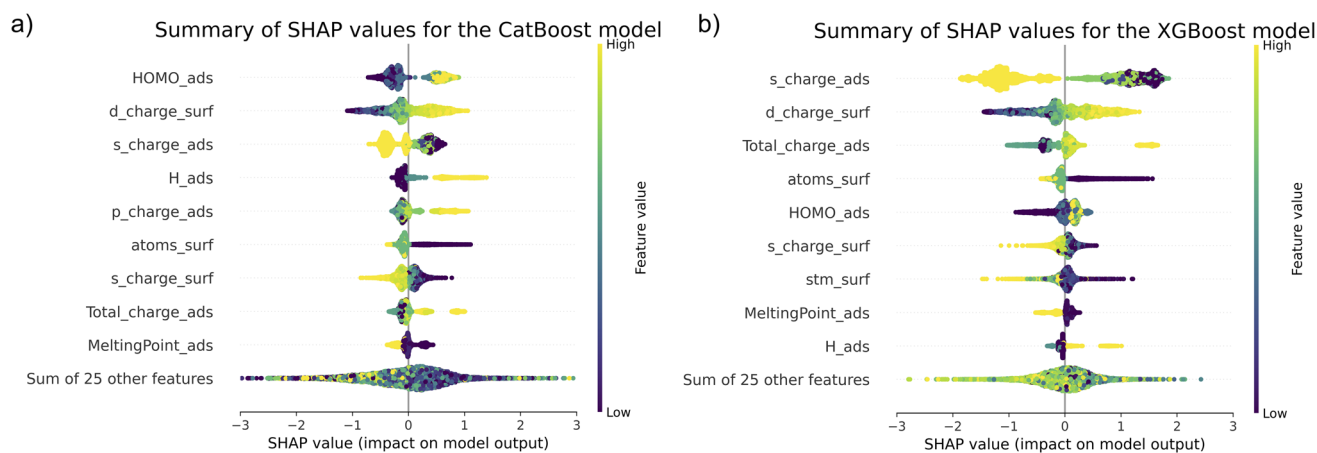 a)
Summary of SHAP values for the CatBoost model
High
HOMO_ads
d_charge_surf
s_charge_ads
H_ads
p_charge_ads
atoms_surf
s_charge_surf
Total_charge_ads
MeltingPoint_ads
Sum of 25 other features
Feature value
Low
−3 −2 −1 0 1 2 3
SHAP value (impact on model output)
b)
Summary of SHAP values for the XGBoost model
High
s_charge_ads
d_charge_surf
Total_charge_ads
atoms_surf
HOMO_ads
s_charge_surf
stm_surf
MeltingPoint_ads
H_ads
Sum of 25 other features
Feature value
Low
−3 −2 −1 0 1 2 3
SHAP value (impact on model output)